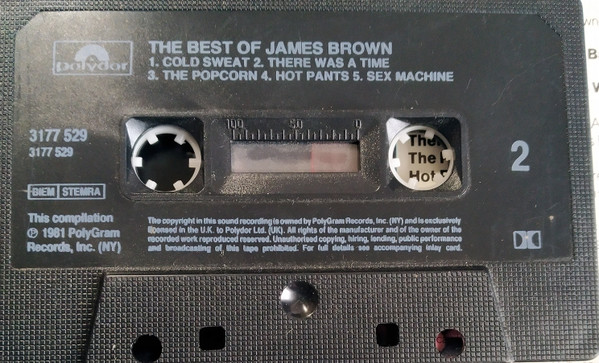 polydor
THE BEST OF JAMES BROWN
1. COLD SWEAT 2. THERE WAS A TIME
3. THE POPCORN 4. HOT PANTS 5. SEX MACHINE
3177 529
3177 529
100 50 0
The
Hot
2
BIEM STEMRA
This compilation
℗ 1981 PolyGram
Records, Inc. (NY)
The copyright in this sound recording is owned by PolyGram Records, Inc. (NY) and is exclusively
licensed in the U.K. to Polydor Ltd. (UK). All rights of the manufacturer and of the owner of the
recorded work reproduced reserved. Unauthorised copying, hiring, lending, public performance
and broadcasting of this tape prohibited. For full details see accompanying inlay card.